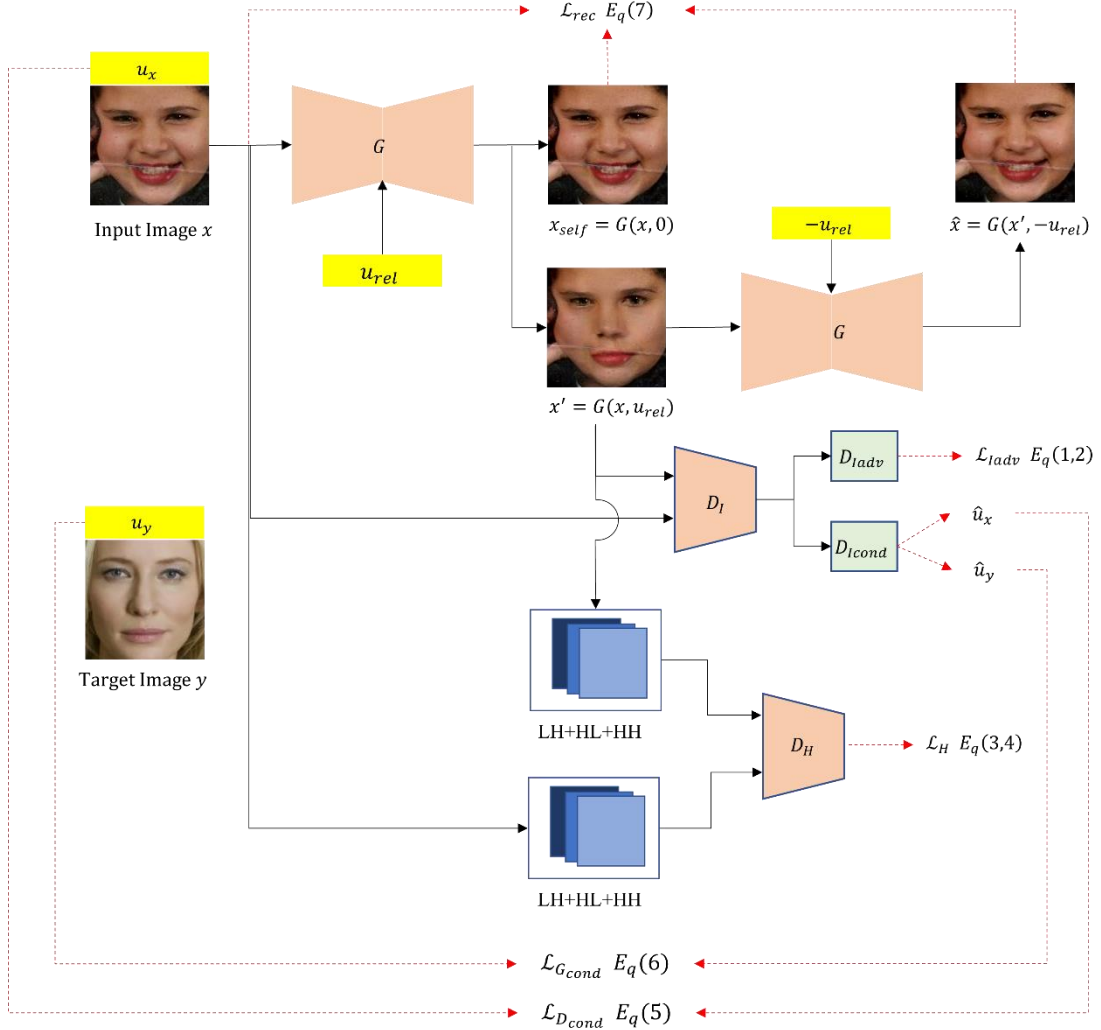 ℒ_rec E_q(7)
u_x
G
Input Image x
x_self = G(x, 0)
−u_rel
x̂ = G(x′, −u_rel)
u_rel
G
x′ = G(x, u_rel)
D_I
D_Iadv
ℒ_Iadv E_q(1,2)
u_y
D_Icond
û_x
û_y
Target Image y
LH+HL+HH
D_H
ℒ_H E_q(3,4)
LH+HL+HH
ℒ_G_cond E_q(6)
ℒ_D_cond E_q(5)